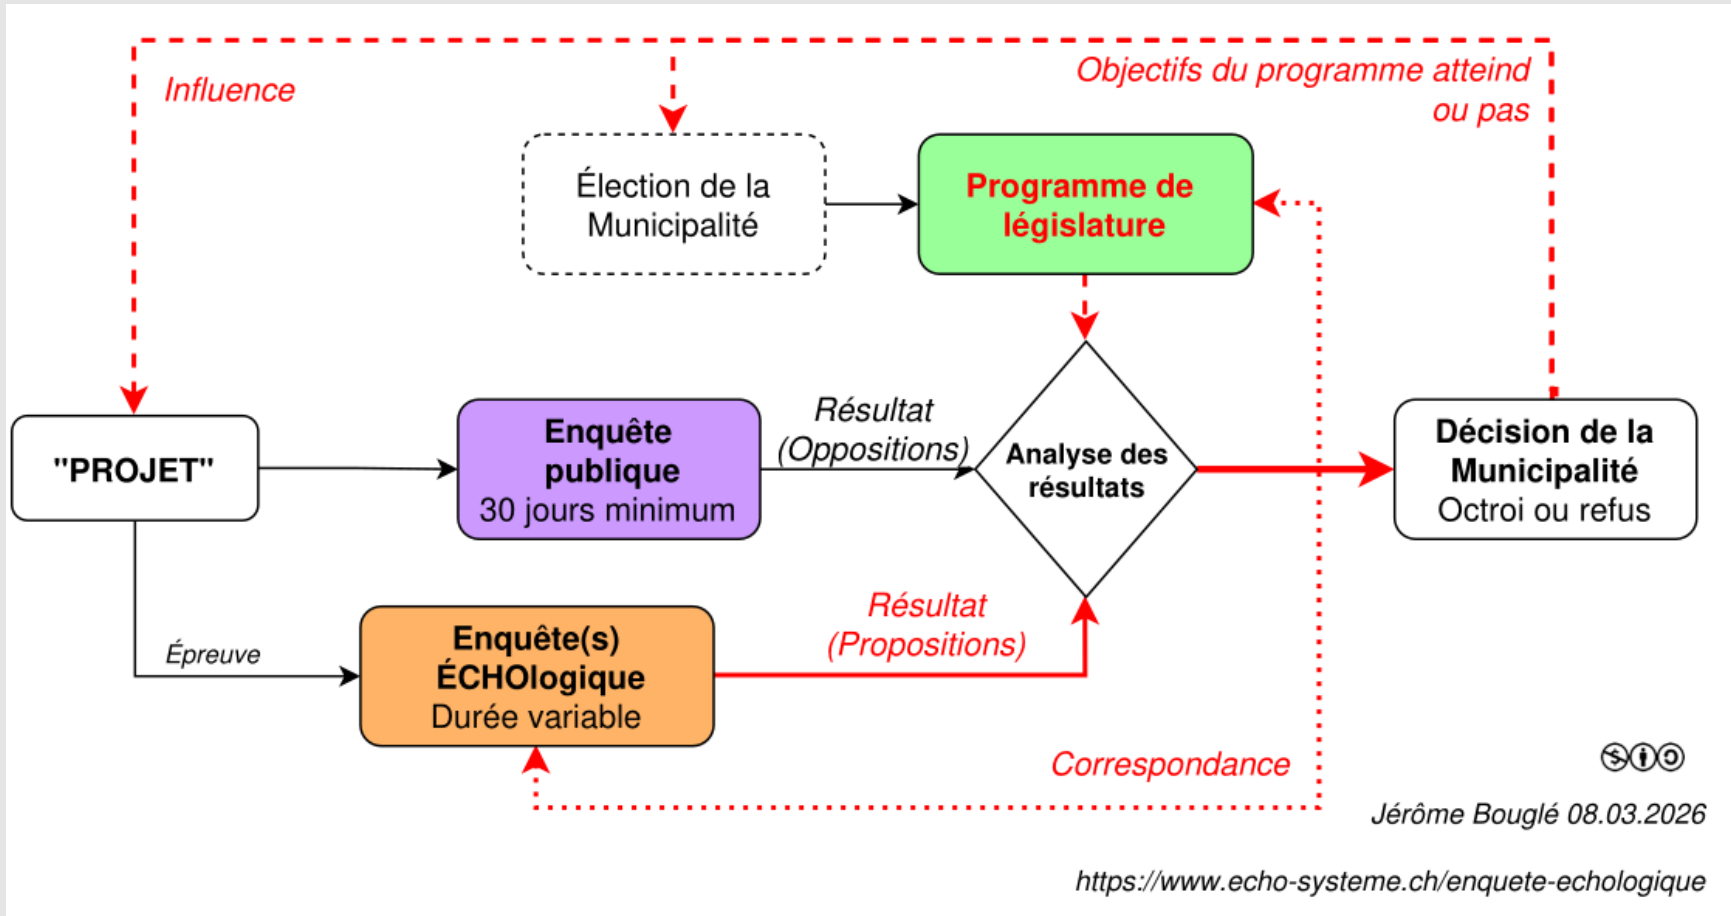 Influence
Objectifs du programme atteind
ou pas
Élection de la
Municipalité
Programme de
législature
"PROJET"
Enquête
publique
30 jours minimum
Résultat
(Oppositions)
Analyse des
résultats
Décision de la
Municipalité
Octroi ou refus
Épreuve
Enquête(s)
ÉCHOlogique
Durée variable
Résultat
(Propositions)
Correspondance
Jérôme Bouglé 08.03.2026
https://www.echo-systeme.ch/enquete-echologique